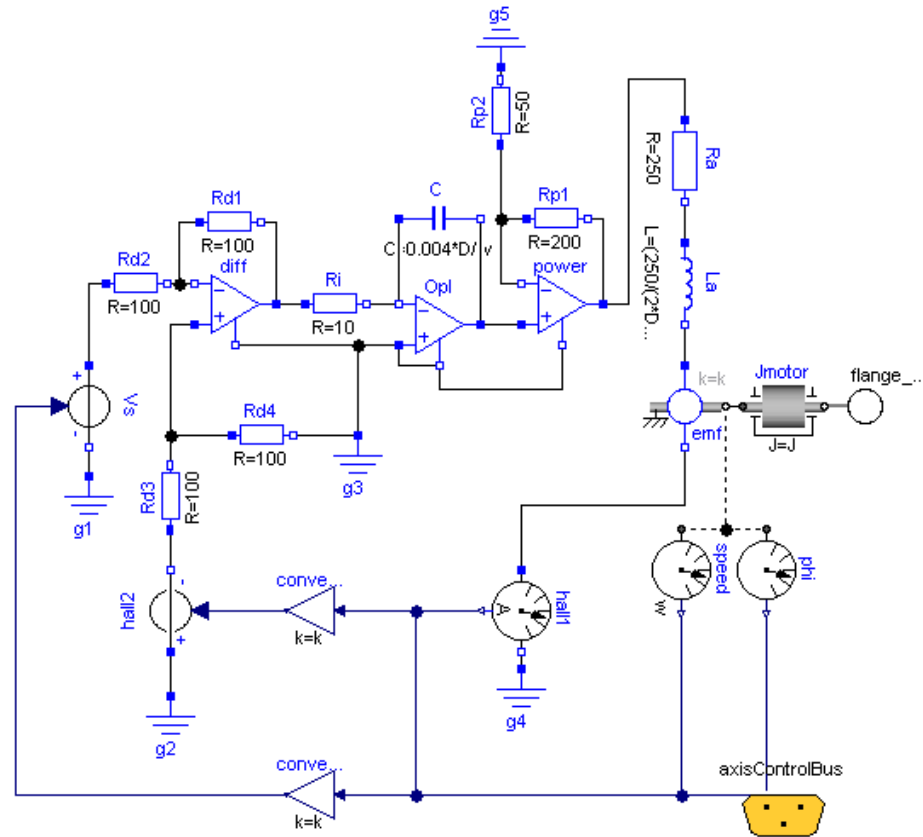 g5
Rp2
R=50
Ra
R=250
Rd1
R=100
C
C=0.004*D/ v
Rp1
R=200
Rd2
R=100
diff
Ri
R=10
Opl
power
La
L=(250/(2*D...
+
Vs
-
g1
Rd4
R=100
g3
k=k
emf
Jmotor
J=J
flange_...
Rd3
R=100
hall2
-
+
g2
conve...
k=k
A
hall1
g4
speed
w
phi
conve...
k=k
axisControlBus